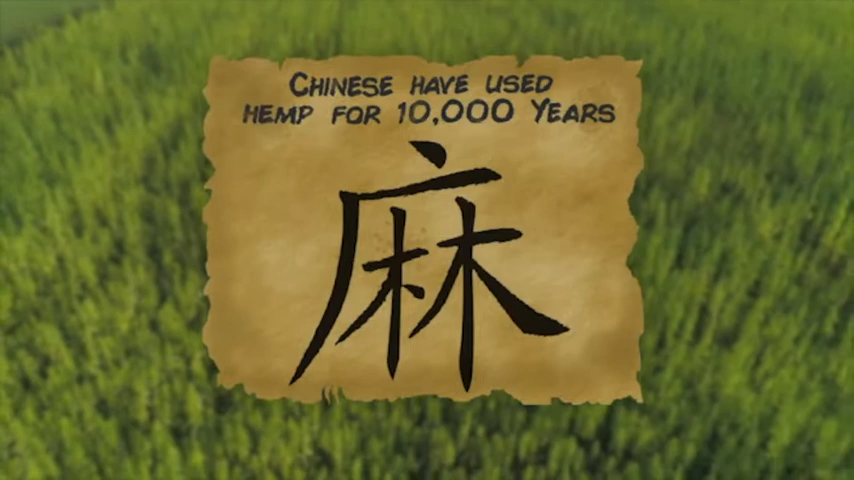 Chinese have used
hemp for 10,000 Years
麻